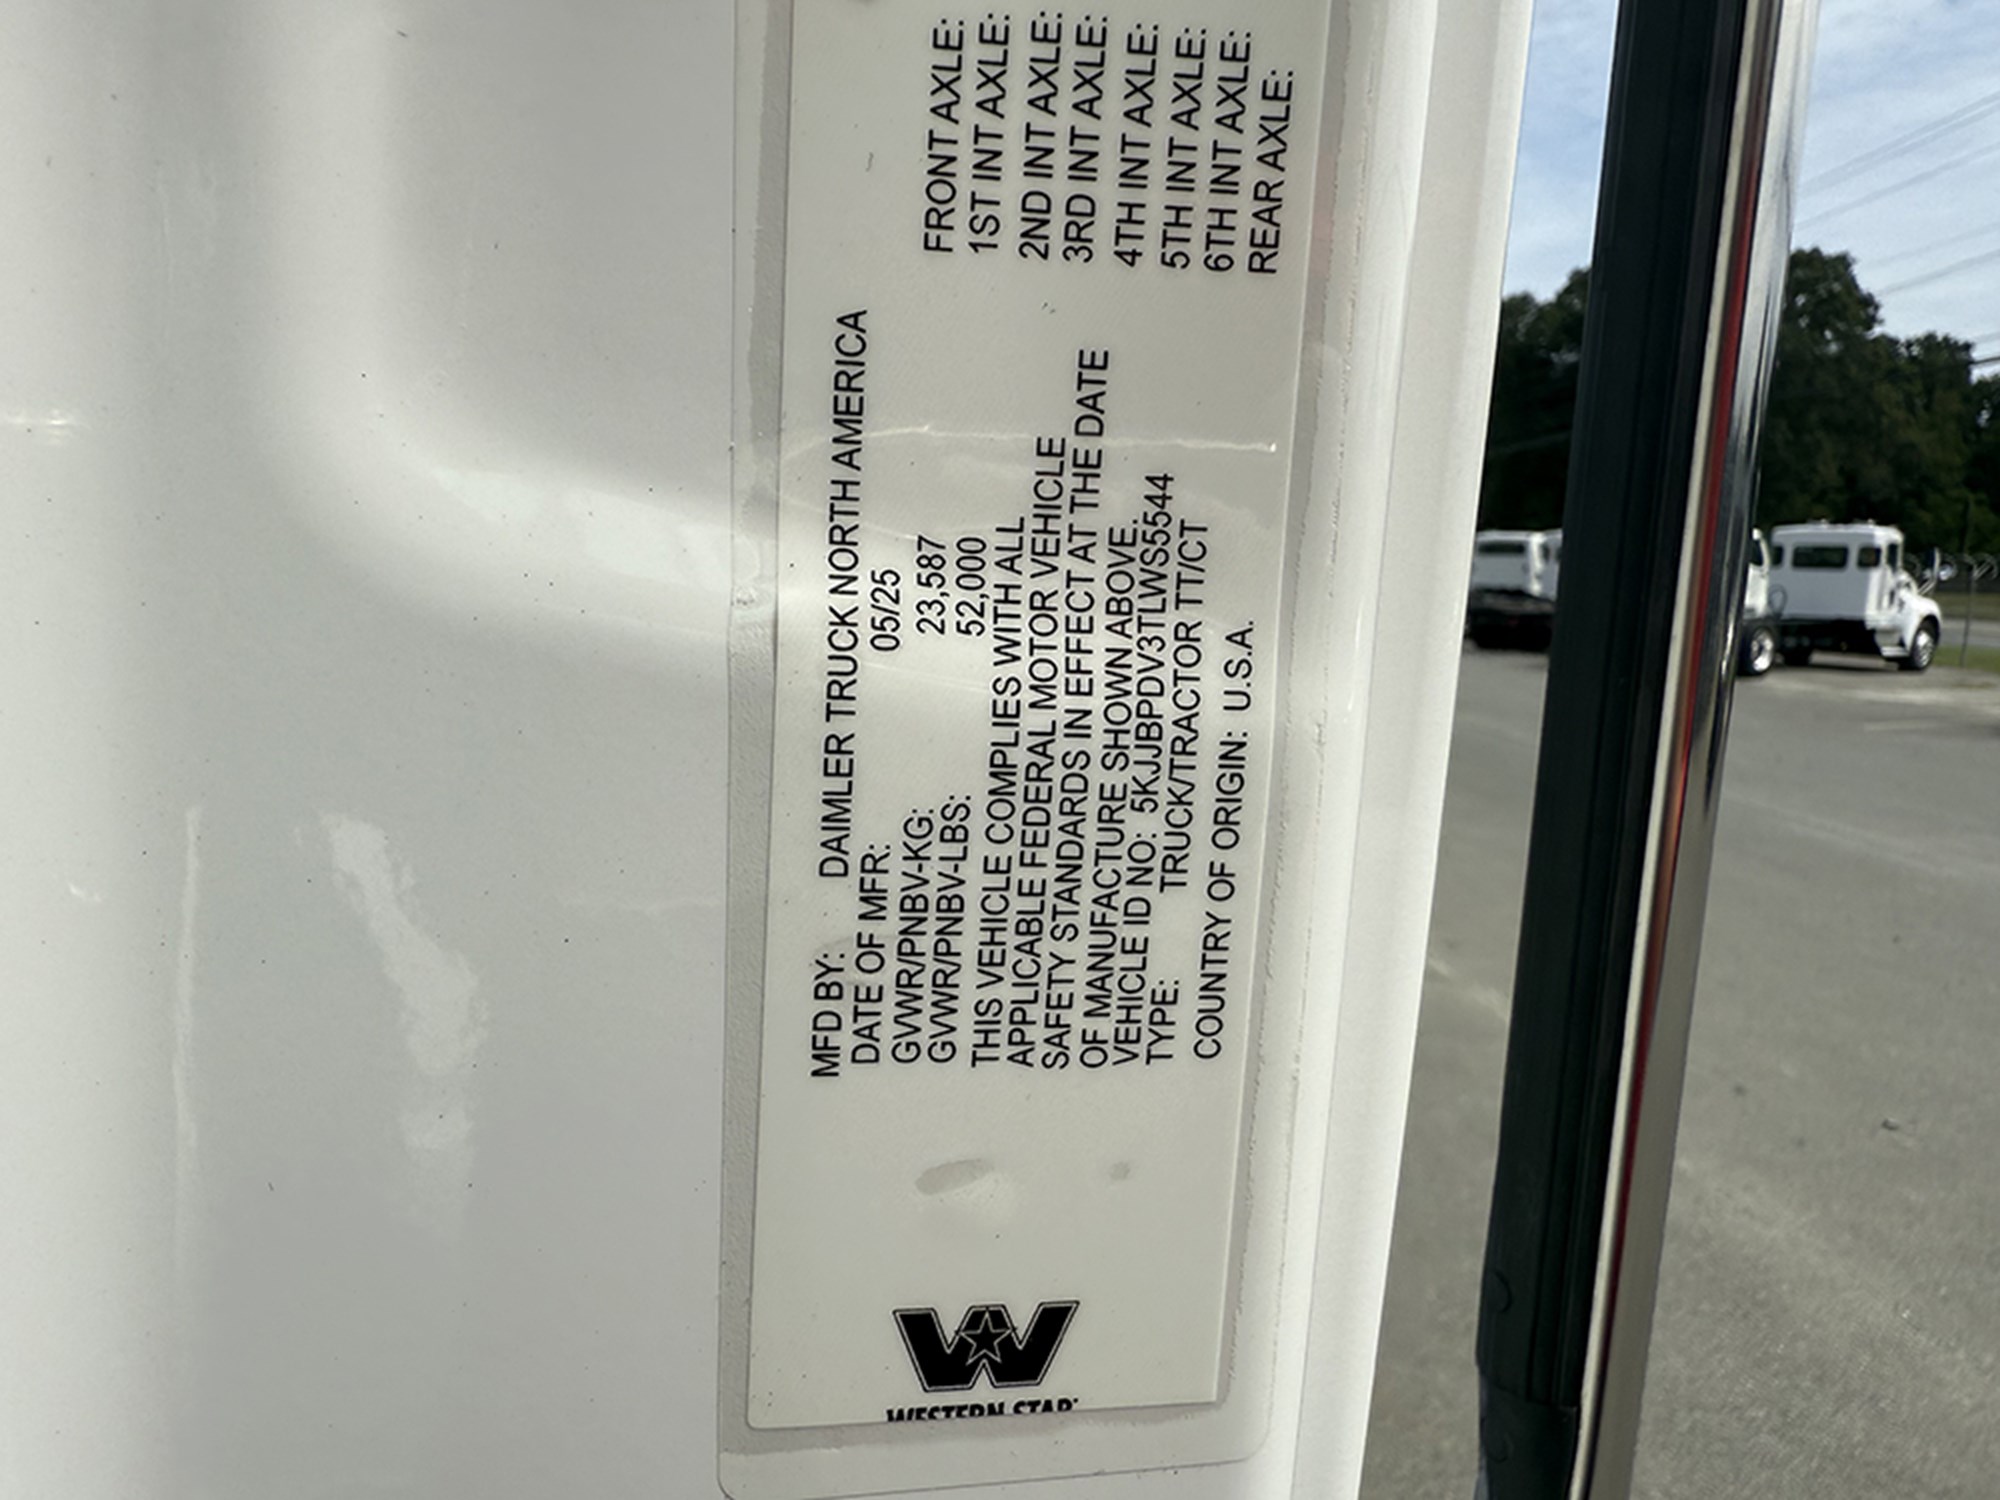 MFD BY: DAIMLER TRUCK NORTH AMERICA
DATE OF MFR: 05/25
GVWR/PNBV-KG: 23,587
GVWR/PNBV-LBS: 52,000
THIS VEHICLE COMPLIES WITH ALL
APPLICABLE FEDERAL MOTOR VEHICLE
SAFETY STANDARDS IN EFFECT AT THE DATE
OF MANUFACTURE SHOWN ABOVE.
VEHICLE ID NO: 5KJJBPDV3TLWS5544
TYPE: TRUCK/TRACTOR TT/CT
COUNTRY OF ORIGIN: U.S.A.
FRONT AXLE:
1ST INT AXLE:
2ND INT AXLE:
3RD INT AXLE:
4TH INT AXLE:
5TH INT AXLE:
6TH INT AXLE:
REAR AXLE:
WESTERN STAR